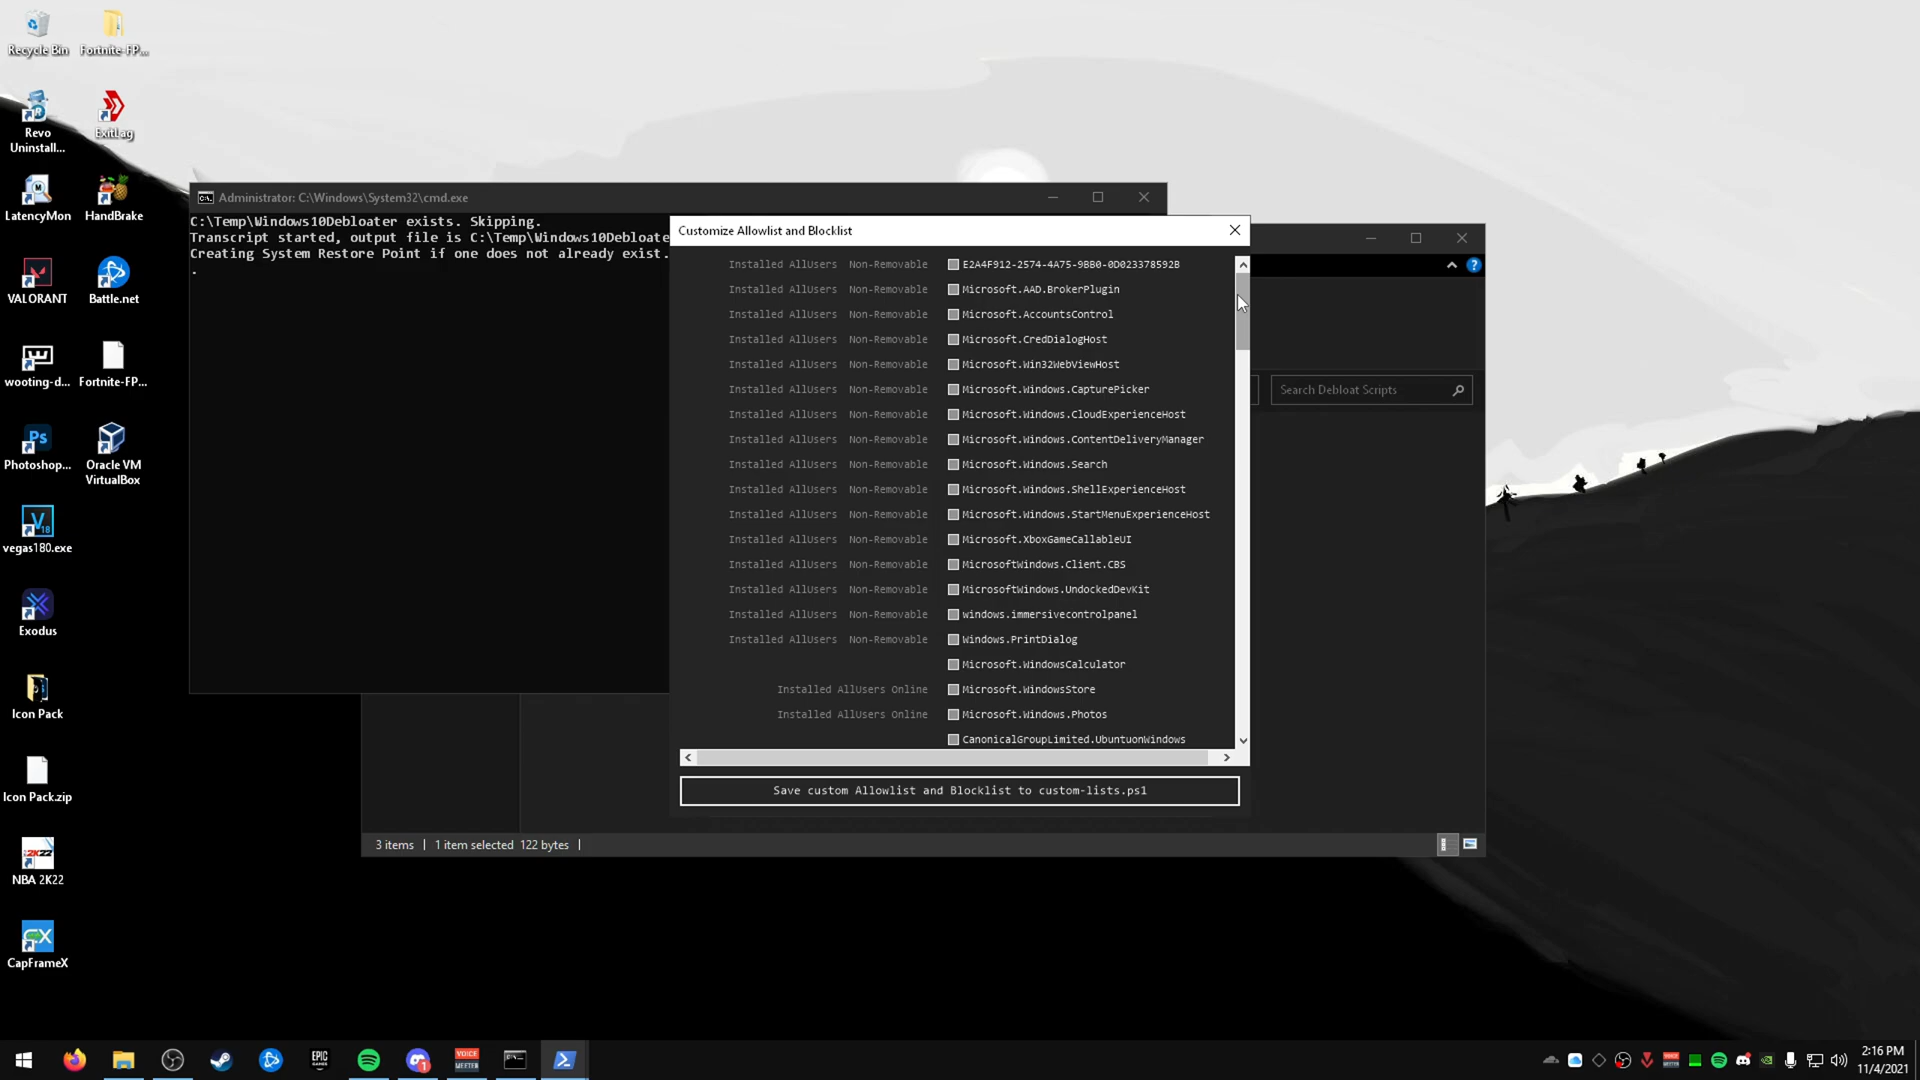 Recycle Bin
Fortnite-FP...
Revo
Uninstall...
ExitLag
LatencyMon
HandBrake
VALORANT
Battle.net
wooting-d...
Fortnite-FP...
Photoshop...
Oracle VM
VirtualBox
vegas180.exe
Exodus
Icon Pack
Icon Pack.zip
NBA 2K22
CapFrameX
Administrator: C:\Windows\System32\cmd.exe
C:\Temp\Windows10Debloater exists. Skipping.
Transcript started, output file is C:\Temp\Windows10Debloate
Creating System Restore Point if one does not already exist.
.
Customize Allowlist and Blocklist
Installed AllUsers Non-Removable E2A4F912-2574-4A75-9BB0-0D023378592B
Installed AllUsers Non-Removable Microsoft.AAD.BrokerPlugin
Installed AllUsers Non-Removable Microsoft.AccountsControl
Installed AllUsers Non-Removable Microsoft.CredDialogHost
Installed AllUsers Non-Removable Microsoft.Win32WebViewHost
Installed AllUsers Non-Removable Microsoft.Windows.CapturePicker
Installed AllUsers Non-Removable Microsoft.Windows.CloudExperienceHost
Installed AllUsers Non-Removable Microsoft.Windows.ContentDeliveryManager
Installed AllUsers Non-Removable Microsoft.Windows.Search
Installed AllUsers Non-Removable Microsoft.Windows.ShellExperienceHost
Installed AllUsers Non-Removable Microsoft.Windows.StartMenuExperienceHost
Installed AllUsers Non-Removable Microsoft.XboxGameCallableUI
Installed AllUsers Non-Removable MicrosoftWindows.Client.CBS
Installed AllUsers Non-Removable MicrosoftWindows.UndockedDevKit
Installed AllUsers Non-Removable windows.immersivecontrolpanel
Installed AllUsers Non-Removable Windows.PrintDialog
Microsoft.WindowsCalculator
Installed AllUsers Online Microsoft.WindowsStore
Installed AllUsers Online Microsoft.Windows.Photos
CanonicalGroupLimited.UbuntuonWindows
Save custom Allowlist and Blocklist to custom-lists.ps1
Search Debloat Scripts
3 items
1 item selected 122 bytes
2:16 PM
11/4/2021